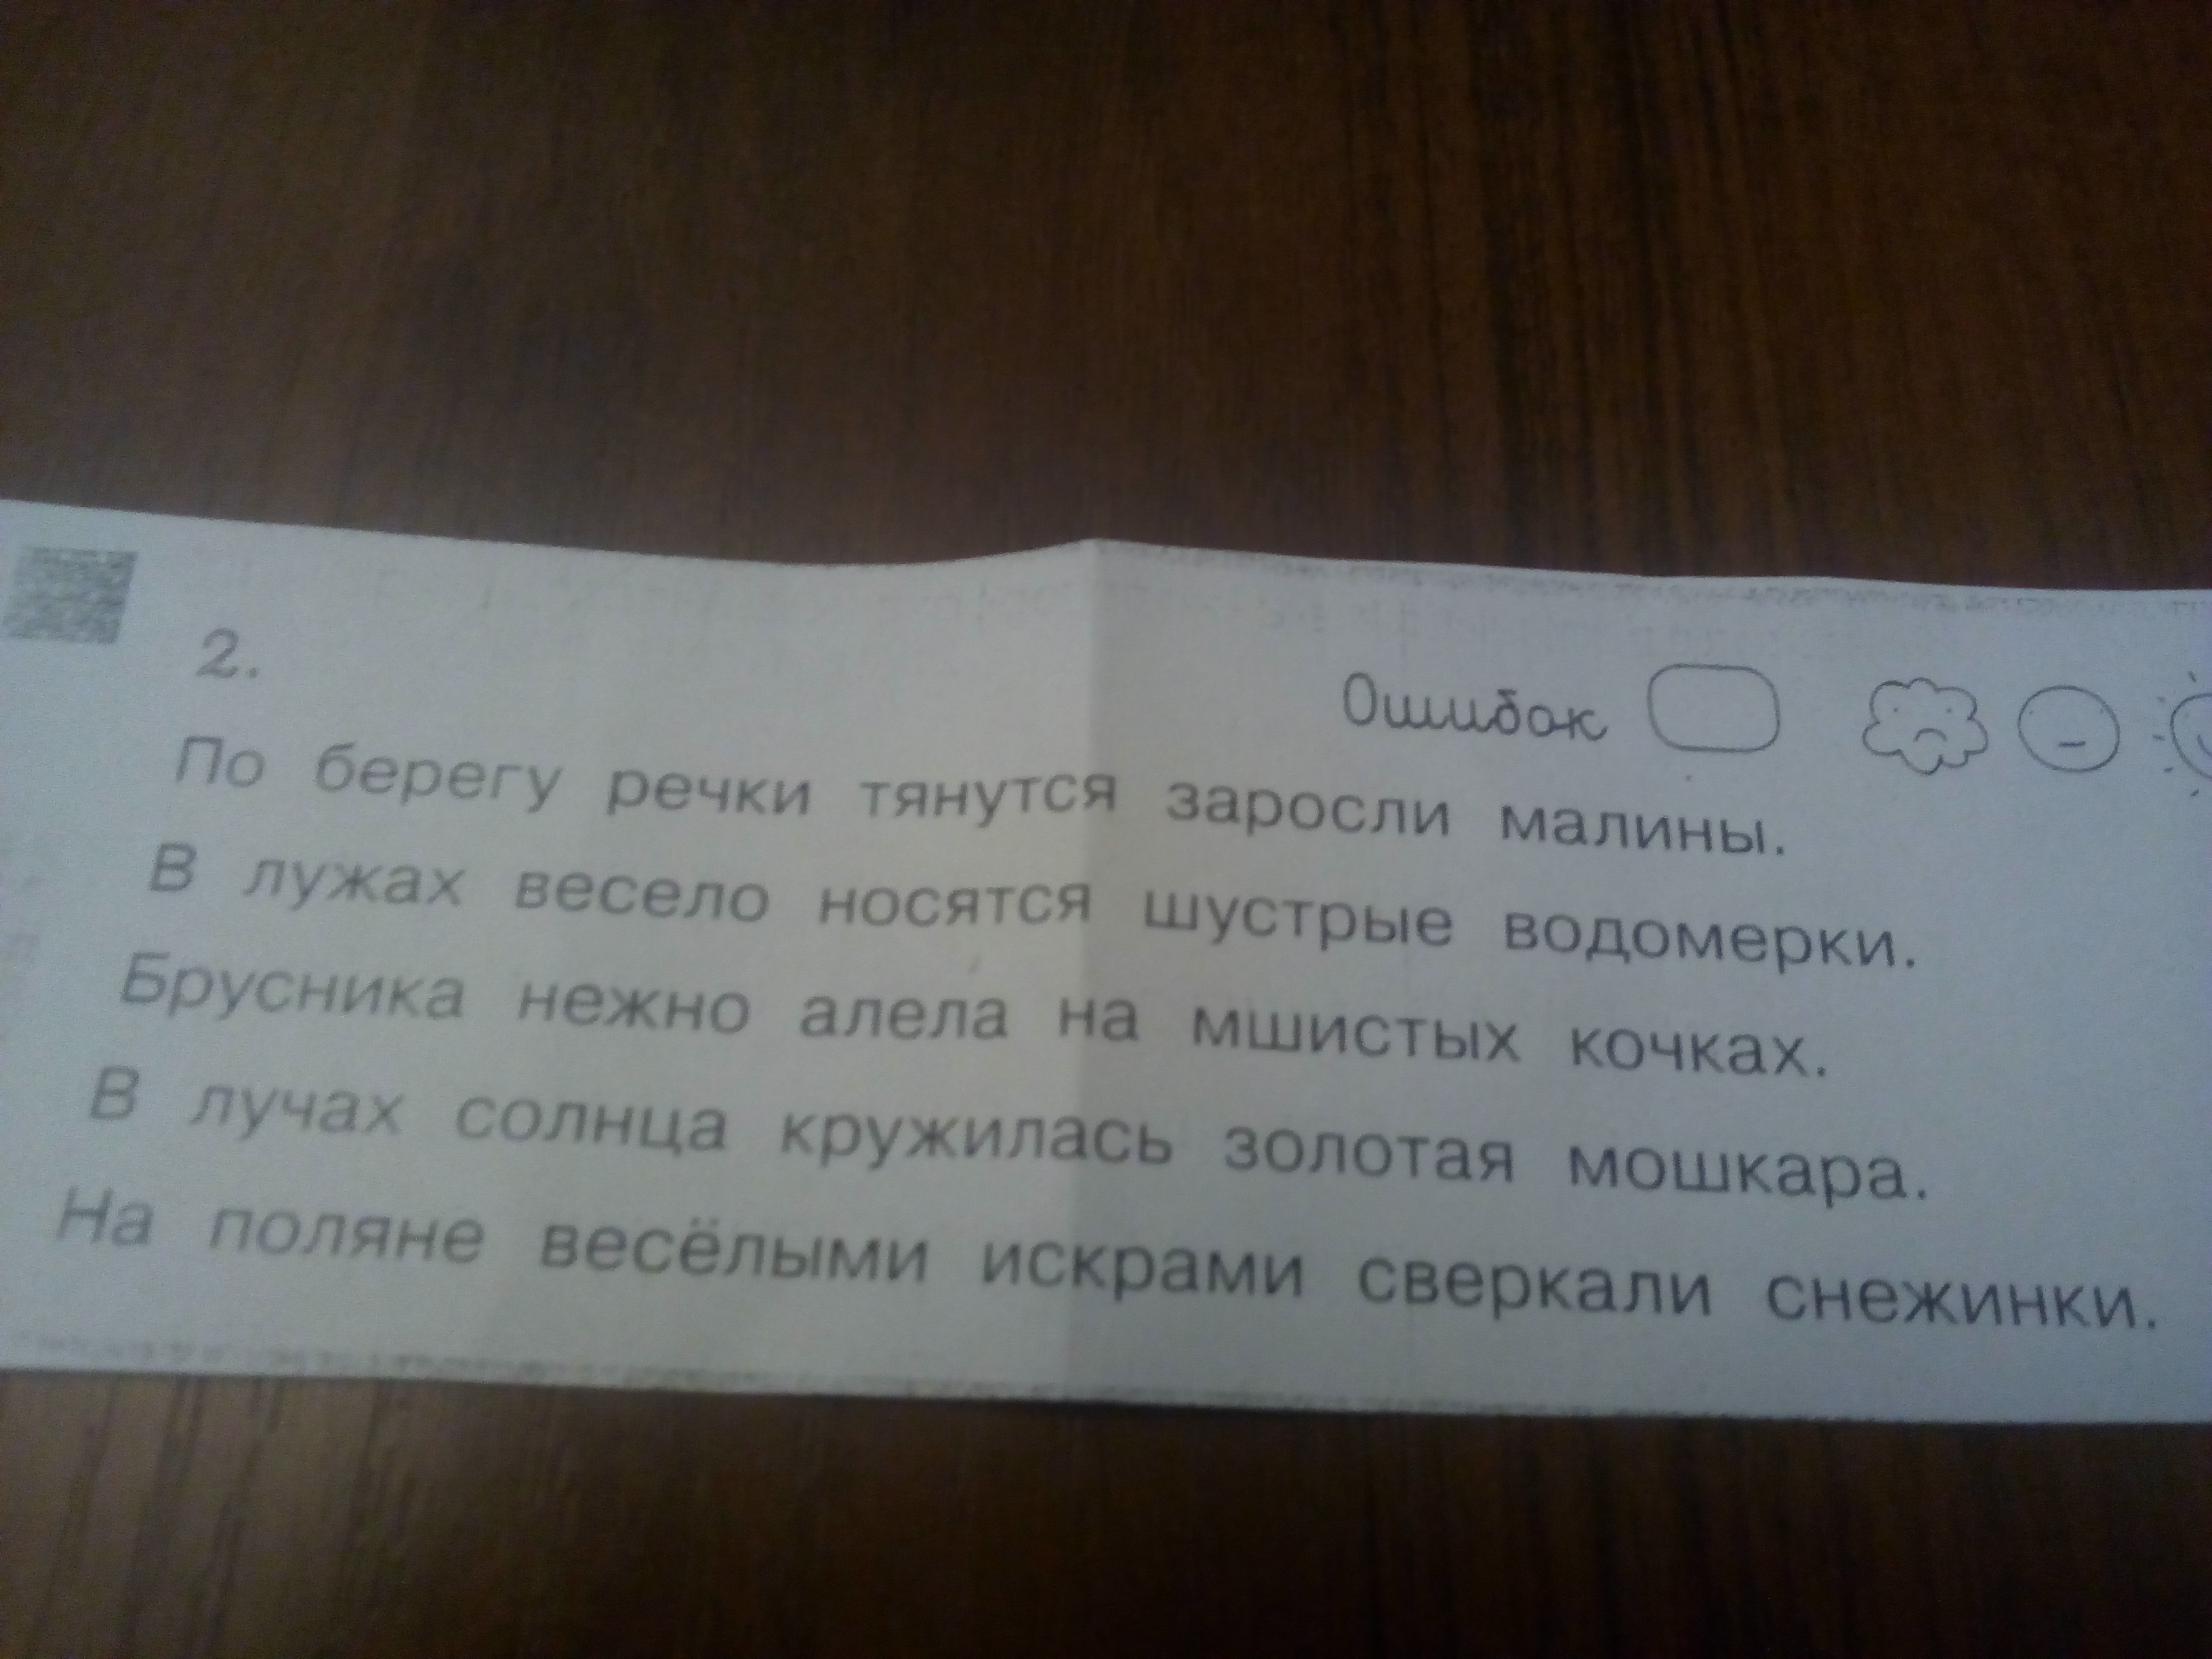 2.
Ошибок
По берегу речки тянутся заросли малины.
В лужах весело носятся шустрые водомерки.
Брусника нежно алела на мшистых кочках.
В лучах солнца кружилась золотая мошкара.
На поляне весёлыми искрами сверкали снежинки.